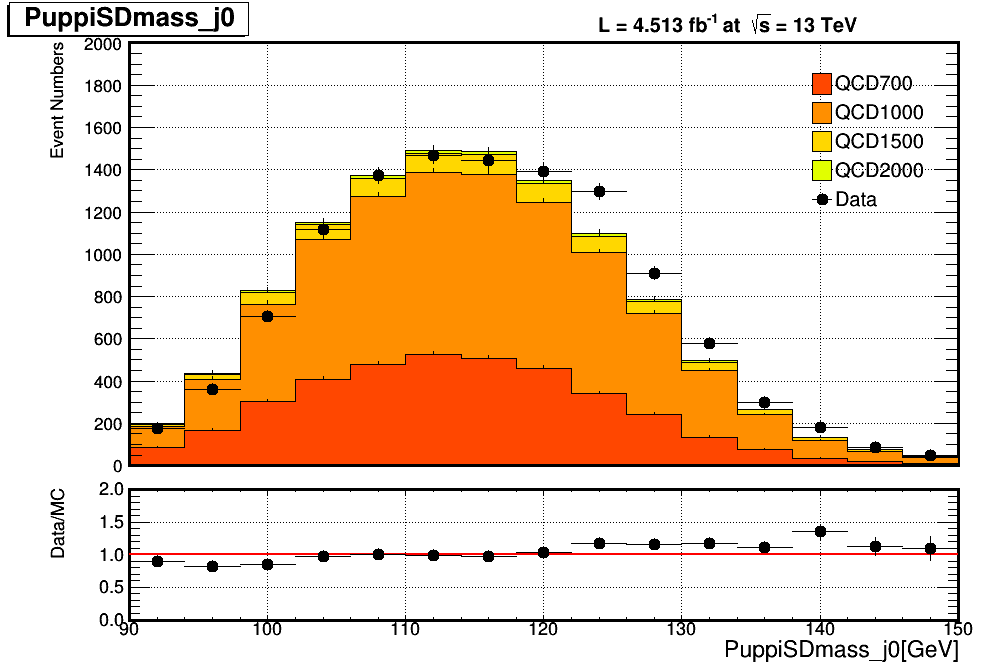 PuppiSDmass_j0
L = 4.513 fb⁻¹ at √s = 13 TeV
Event Numbers
2000
1800
1600
1400
1200
1000
800
600
400
200
0
QCD700
QCD1000
QCD1500
QCD2000
Data
Data/MC
2.0
1.5
1.0
0.5
0.0
90 100 110 120 130 140 150
PuppiSDmass_j0[GeV]